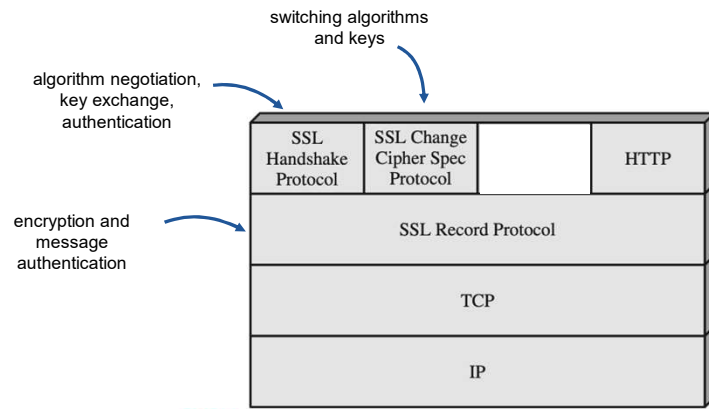 switching algorithms
and keys
algorithm negotiation,
key exchange,
authentication
SSL
Handshake
Protocol
SSL Change
Cipher Spec
Protocol
HTTP
encryption and
message
authentication
SSL Record Protocol
TCP
IP